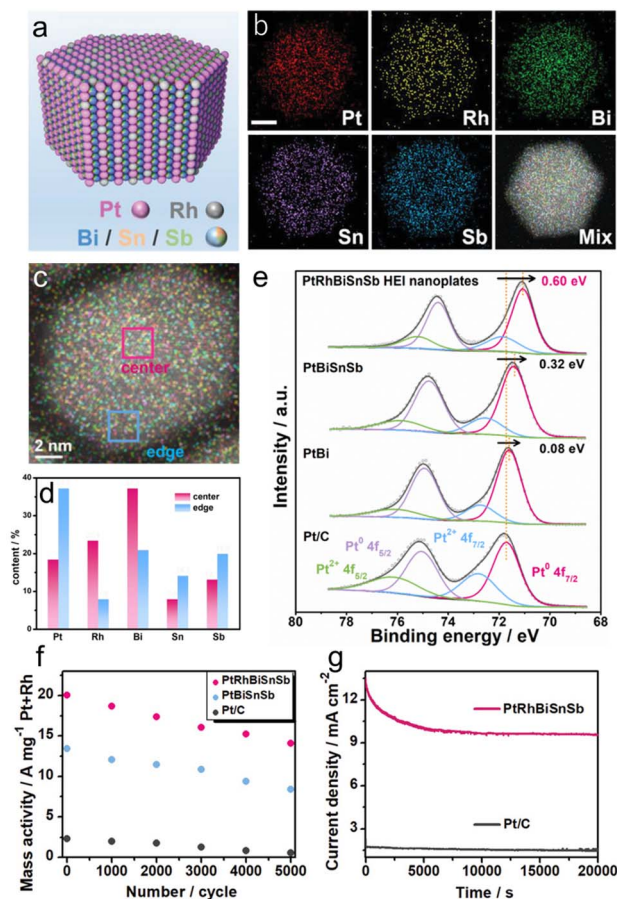 a
Pt Rh
Bi / Sn / Sb
b
Pt Rh Bi
Sn Sb Mix
c
center
edge
2 nm
d
content / %
40
30
20
10
0
center
edge
Pt Rh Bi Sn Sb
e
PtRhBiSnSb HEI nanoplates 0.60 eV
PtBiSnSb 0.32 eV
PtBi 0.08 eV
Pt/C
Pt⁰ 4f5/2 Pt²⁺ 4f7/2
Pt²⁺ 4f5/2 Pt⁰ 4f7/2
Intensity / a.u.
80 78 76 74 72 70 68
Binding energy / eV
f
Mass activity / A mg⁻¹ Pt+Rh
20
15
10
5
0
PtRhBiSnSb
PtBiSnSb
Pt/C
0 1000 2000 3000 4000 5000
Number / cycle
g
Current density / mA cm⁻²
12
9
6
3
PtRhBiSnSb
Pt/C
0 5000 10000 15000 20000
Time / s